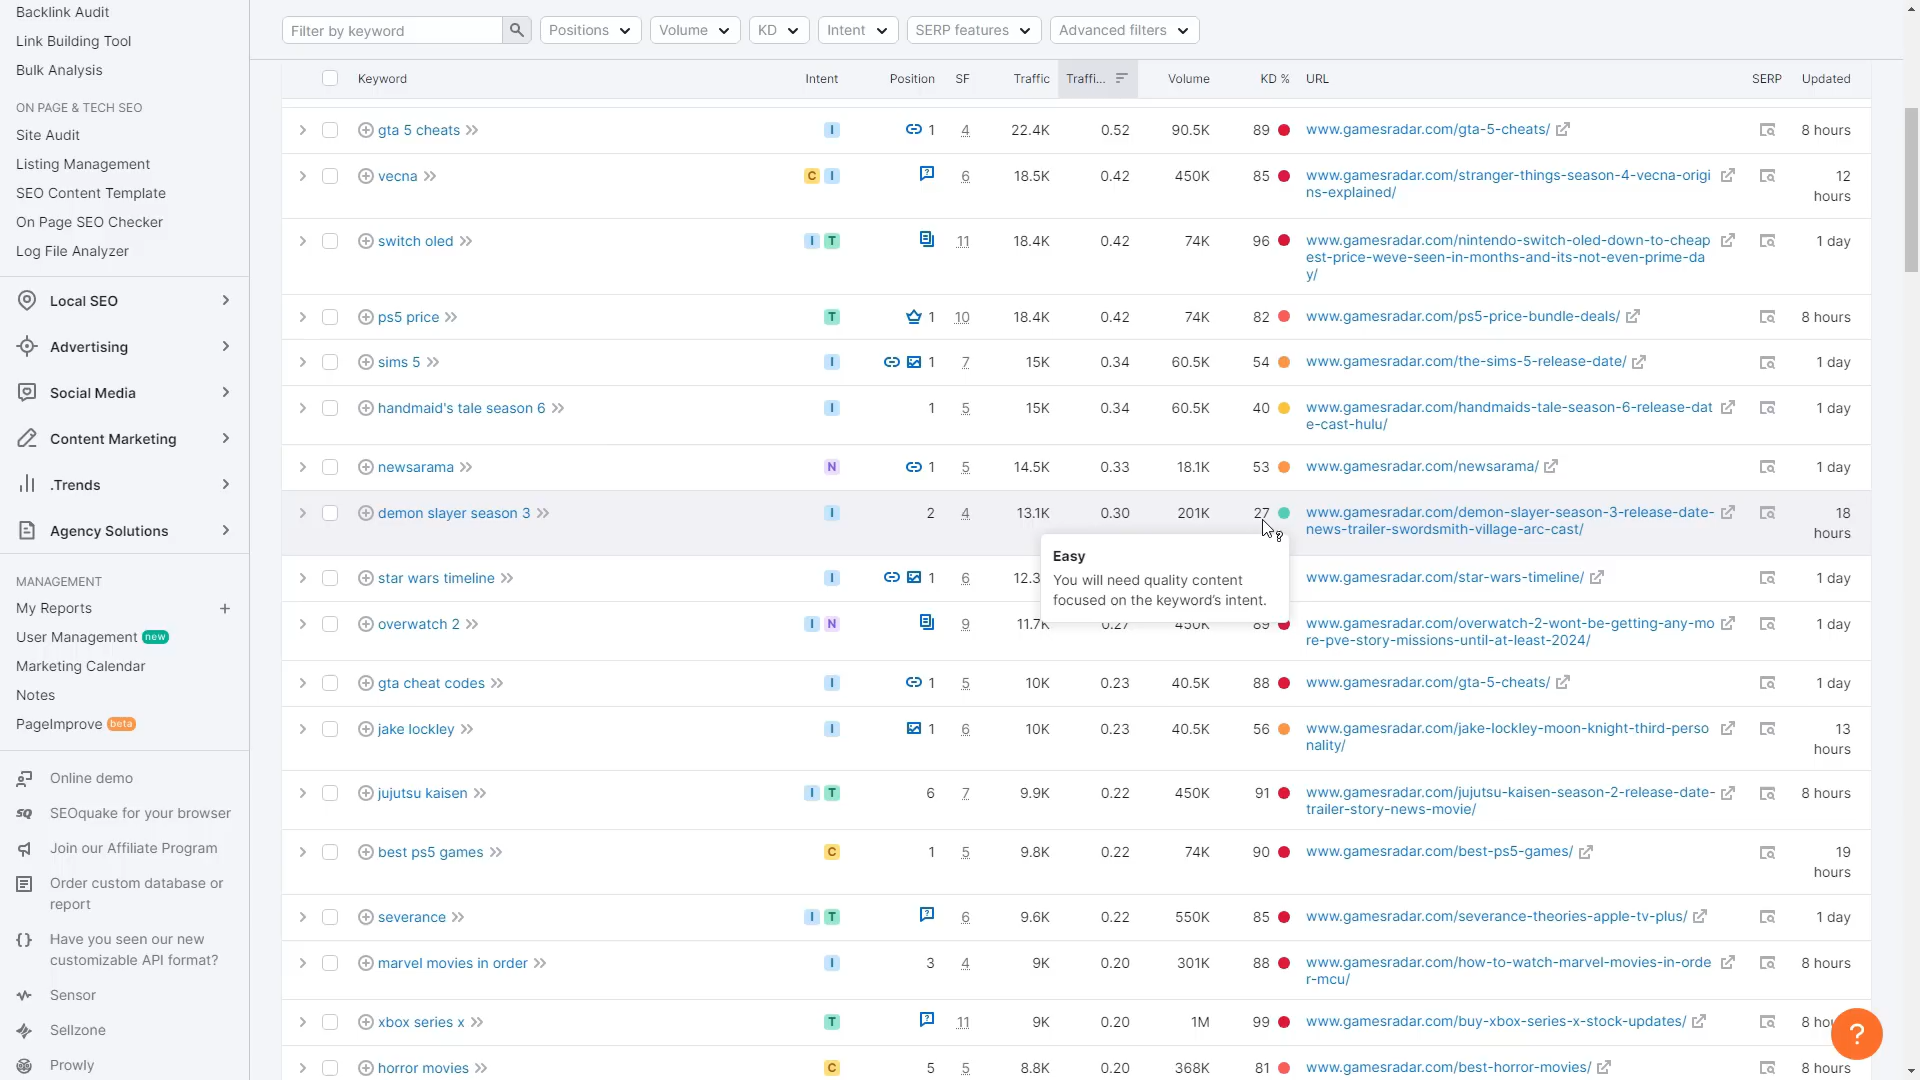 Backlink Audit
Link Building Tool
Bulk Analysis
ON PAGE & TECH SEO
Site Audit
Listing Management
SEO Content Template
On Page SEO Checker
Log File Analyzer
Local SEO
Advertising
Social Media
Content Marketing
.Trends
Agency Solutions
MANAGEMENT
My Reports +
User Management new
Marketing Calendar
Notes
PageImprove beta
Online demo
SEOquake for your browser
Join our Affiliate Program
Order custom database or
report
Have you seen our new
customizable API format?
Sensor
Sellzone
Prowly
Filter by keyword Positions Volume KD Intent SERP features Advanced filters
Keyword Intent Position SF Traffic Traffi... Volume KD % URL SERP Updated
gta 5 cheats I 1 4 22.4K 0.52 90.5K 89 www.gamesradar.com/gta-5-cheats/ 8 hours
vecna C I 6 18.5K 0.42 450K 85 www.gamesradar.com/stranger-things-season-4-vecna-origi 12
ns-explained/ hours
switch oled I T 11 18.4K 0.42 74K 96 www.gamesradar.com/nintendo-switch-oled-down-to-cheap 1 day
est-price-weve-seen-in-months-and-its-not-even-prime-da
y/
ps5 price T 1 10 18.4K 0.42 74K 82 www.gamesradar.com/ps5-price-bundle-deals/ 8 hours
sims 5 I 1 7 15K 0.34 60.5K 54 www.gamesradar.com/the-sims-5-release-date/ 1 day
handmaid's tale season 6 I 1 5 15K 0.34 60.5K 40 www.gamesradar.com/handmaids-tale-season-6-release-dat 1 day
e-cast-hulu/
newsarama N 1 5 14.5K 0.33 18.1K 53 www.gamesradar.com/newsarama/ 1 day
demon slayer season 3 I 2 4 13.1K 0.30 201K 27 www.gamesradar.com/demon-slayer-season-3-release-date- 18
news-trailer-swordsmith-village-arc-cast/ hours
Easy
You will need quality content
focused on the keyword's intent.
star wars timeline I 1 6 12.3 www.gamesradar.com/star-wars-timeline/ 1 day
overwatch 2 I N 9 11.7K 0.27 450K 89 www.gamesradar.com/overwatch-2-wont-be-getting-any-mo 1 day
re-pve-story-missions-until-at-least-2024/
gta cheat codes I 1 5 10K 0.23 40.5K 88 www.gamesradar.com/gta-5-cheats/ 1 day
jake lockley I 1 6 10K 0.23 40.5K 56 www.gamesradar.com/jake-lockley-moon-knight-third-perso 13
nality/ hours
jujutsu kaisen I T 6 7 9.9K 0.22 450K 91 www.gamesradar.com/jujutsu-kaisen-season-2-release-date- 8 hours
trailer-story-news-movie/
best ps5 games C 1 5 9.8K 0.22 74K 90 www.gamesradar.com/best-ps5-games/ 19
hours
severance I T 6 9.6K 0.22 550K 85 www.gamesradar.com/severance-theories-apple-tv-plus/ 1 day
marvel movies in order I 3 4 9K 0.20 301K 88 www.gamesradar.com/how-to-watch-marvel-movies-in-orde 8 hours
r-mcu/
xbox series x T 11 9K 0.20 1M 99 www.gamesradar.com/buy-xbox-series-x-stock-updates/ 8 hou
horror movies C 5 5 8.8K 0.20 368K 81 www.gamesradar.com/best-horror-movies/ 8 hours